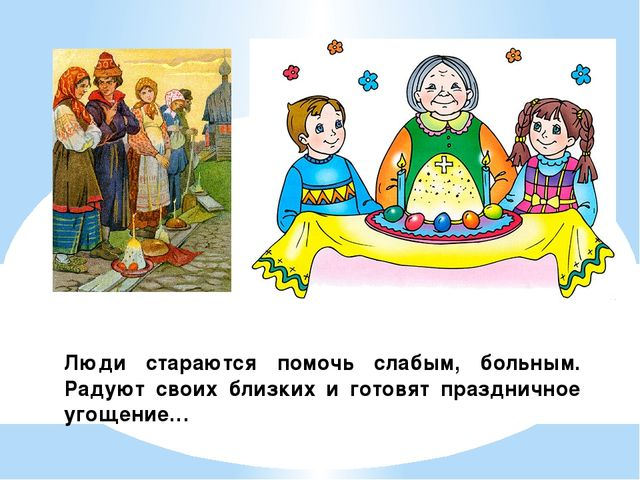 Люди стараются помочь слабым, больным.
Радуют своих близких и готовят праздничное
угощение…